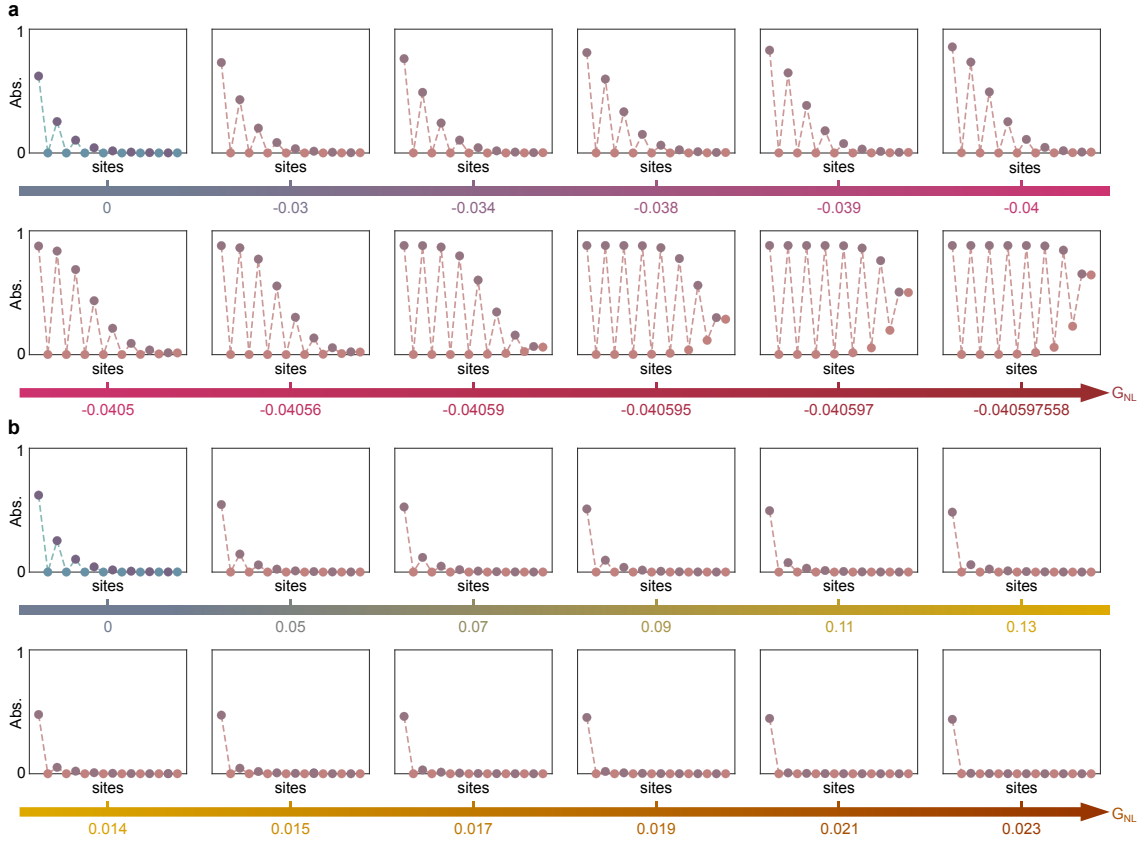 a
1
Abs.
0
sites sites sites sites sites sites
0 -0.03 -0.034 -0.038 -0.039 -0.04
1
Abs.
0
sites sites sites sites sites sites
-0.0405 -0.04056 -0.04059 -0.040595 -0.040597 -0.040597558
G_NL
b
1
Abs.
0
sites sites sites sites sites sites
0 0.05 0.07 0.09 0.11 0.13
1
Abs.
0
sites sites sites sites sites sites
0.014 0.015 0.017 0.019 0.021 0.023
G_NL